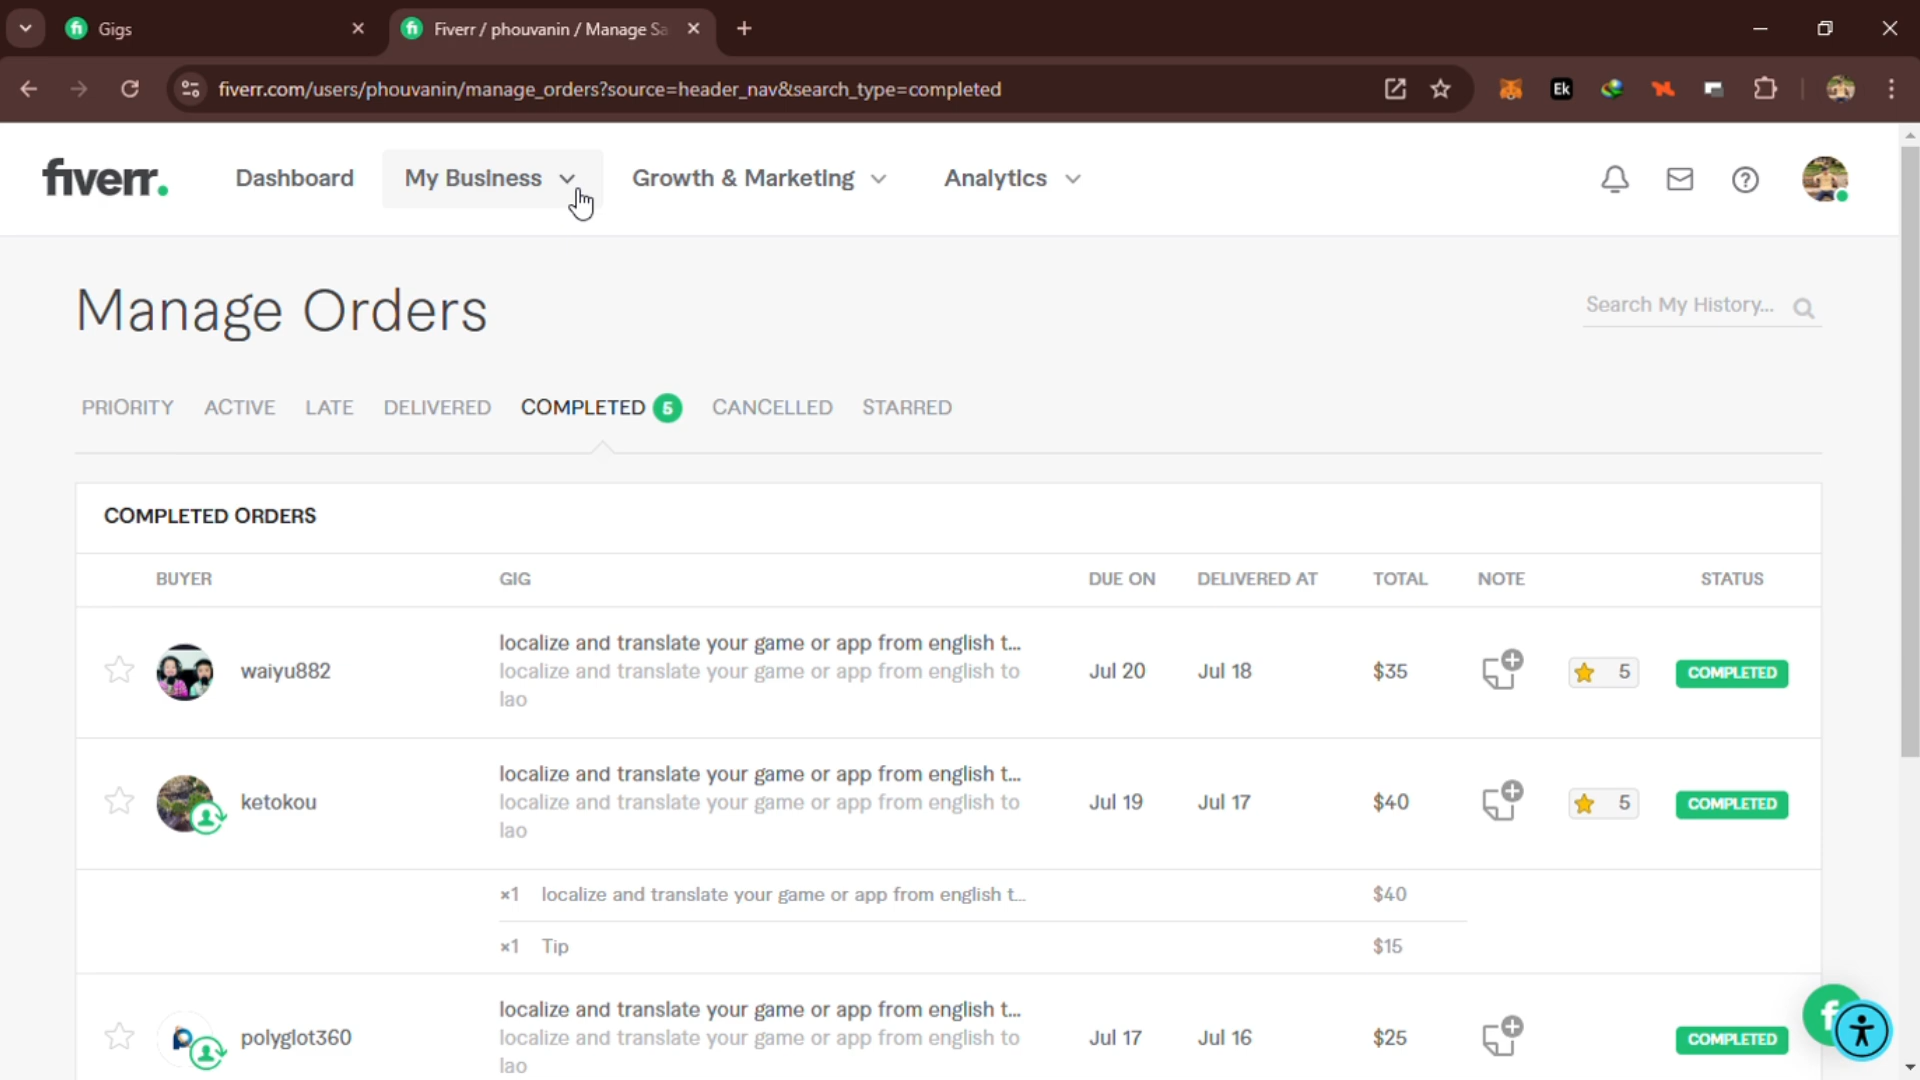 Gigs
Fiverr / phouvanin / Manage Sa
fiverr.com/users/phouvanin/manage_orders?source=header_nav&search_type=completed
Ek
fiverr.
Dashboard
My Business
Growth & Marketing
Analytics
Manage Orders
Search My History...
PRIORITY
ACTIVE
LATE
DELIVERED
COMPLETED 5
CANCELLED
STARRED
COMPLETED ORDERS
BUYER GIG DUE ON DELIVERED AT TOTAL NOTE STATUS
localize and translate your game or app from english t...
waiyu882 localize and translate your game or app from english to Jul 20 Jul 18 $35 5 COMPLETED
lao
localize and translate your game or app from english t...
ketokou localize and translate your game or app from english to Jul 19 Jul 17 $40 5 COMPLETED
lao
×1 localize and translate your game or app from english t... $40
×1 Tip $15
localize and translate your game or app from english t...
polyglot360 localize and translate your game or app from english to Jul 17 Jul 16 $25 COMPLETED
lao